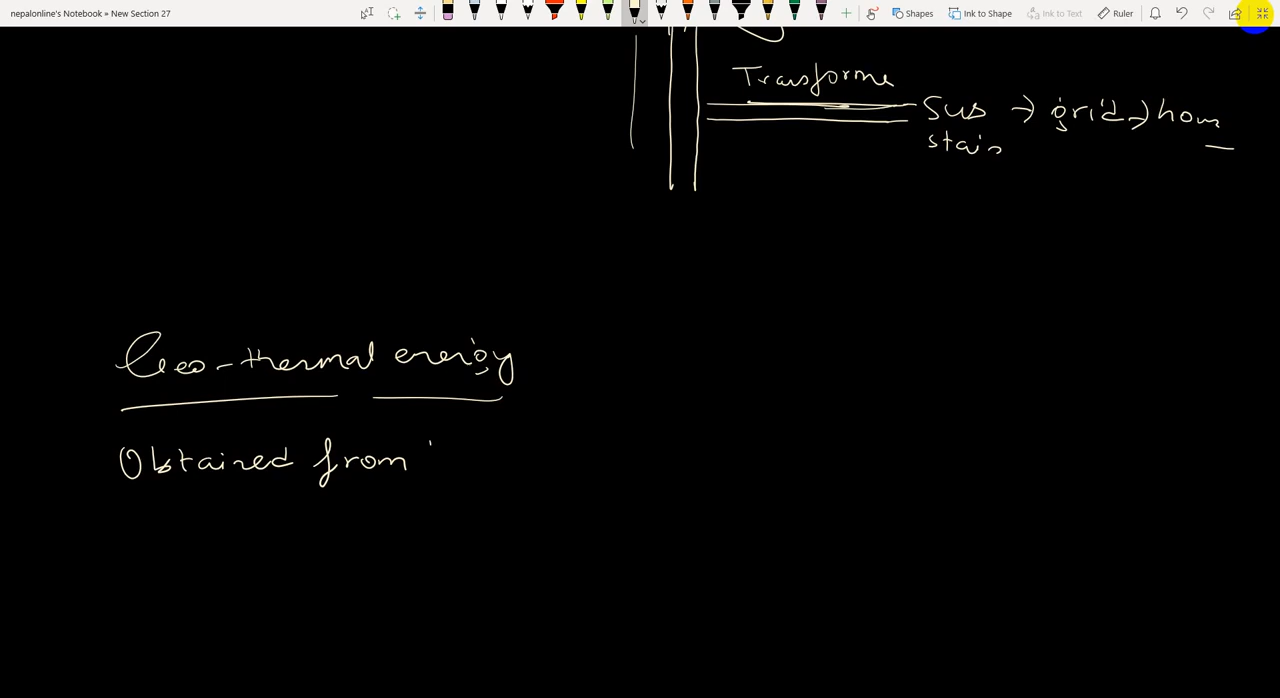 nepalonline's Notebook » New Section 27
Shapes Ink to Shape Ink to Text Ruler
Transforme
Sus → grid → hom
stais
Geo-thermal energy
Obtained from